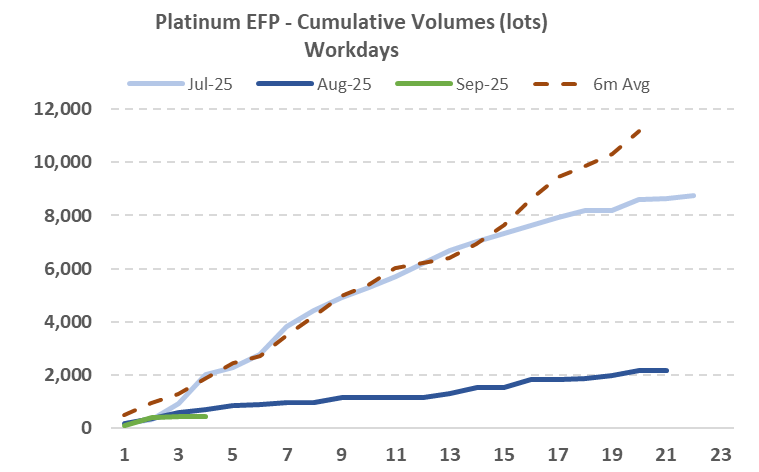 Platinum EFP - Cumulative Volumes (lots)
Workdays
Jul-25 Aug-25 Sep-25 6m Avg
12,000
10,000
8,000
6,000
4,000
2,000
0
1 3 5 7 9 11 13 15 17 19 21 23